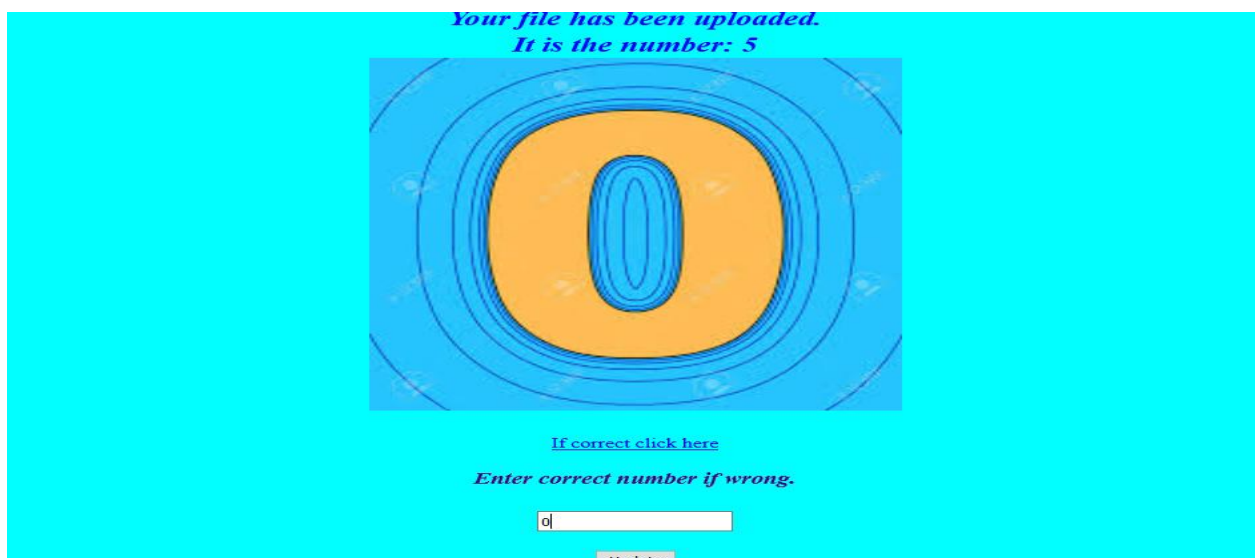 Your file has been uploaded.
It is the number: 5
0
If correct click here
Enter correct number if wrong.
o